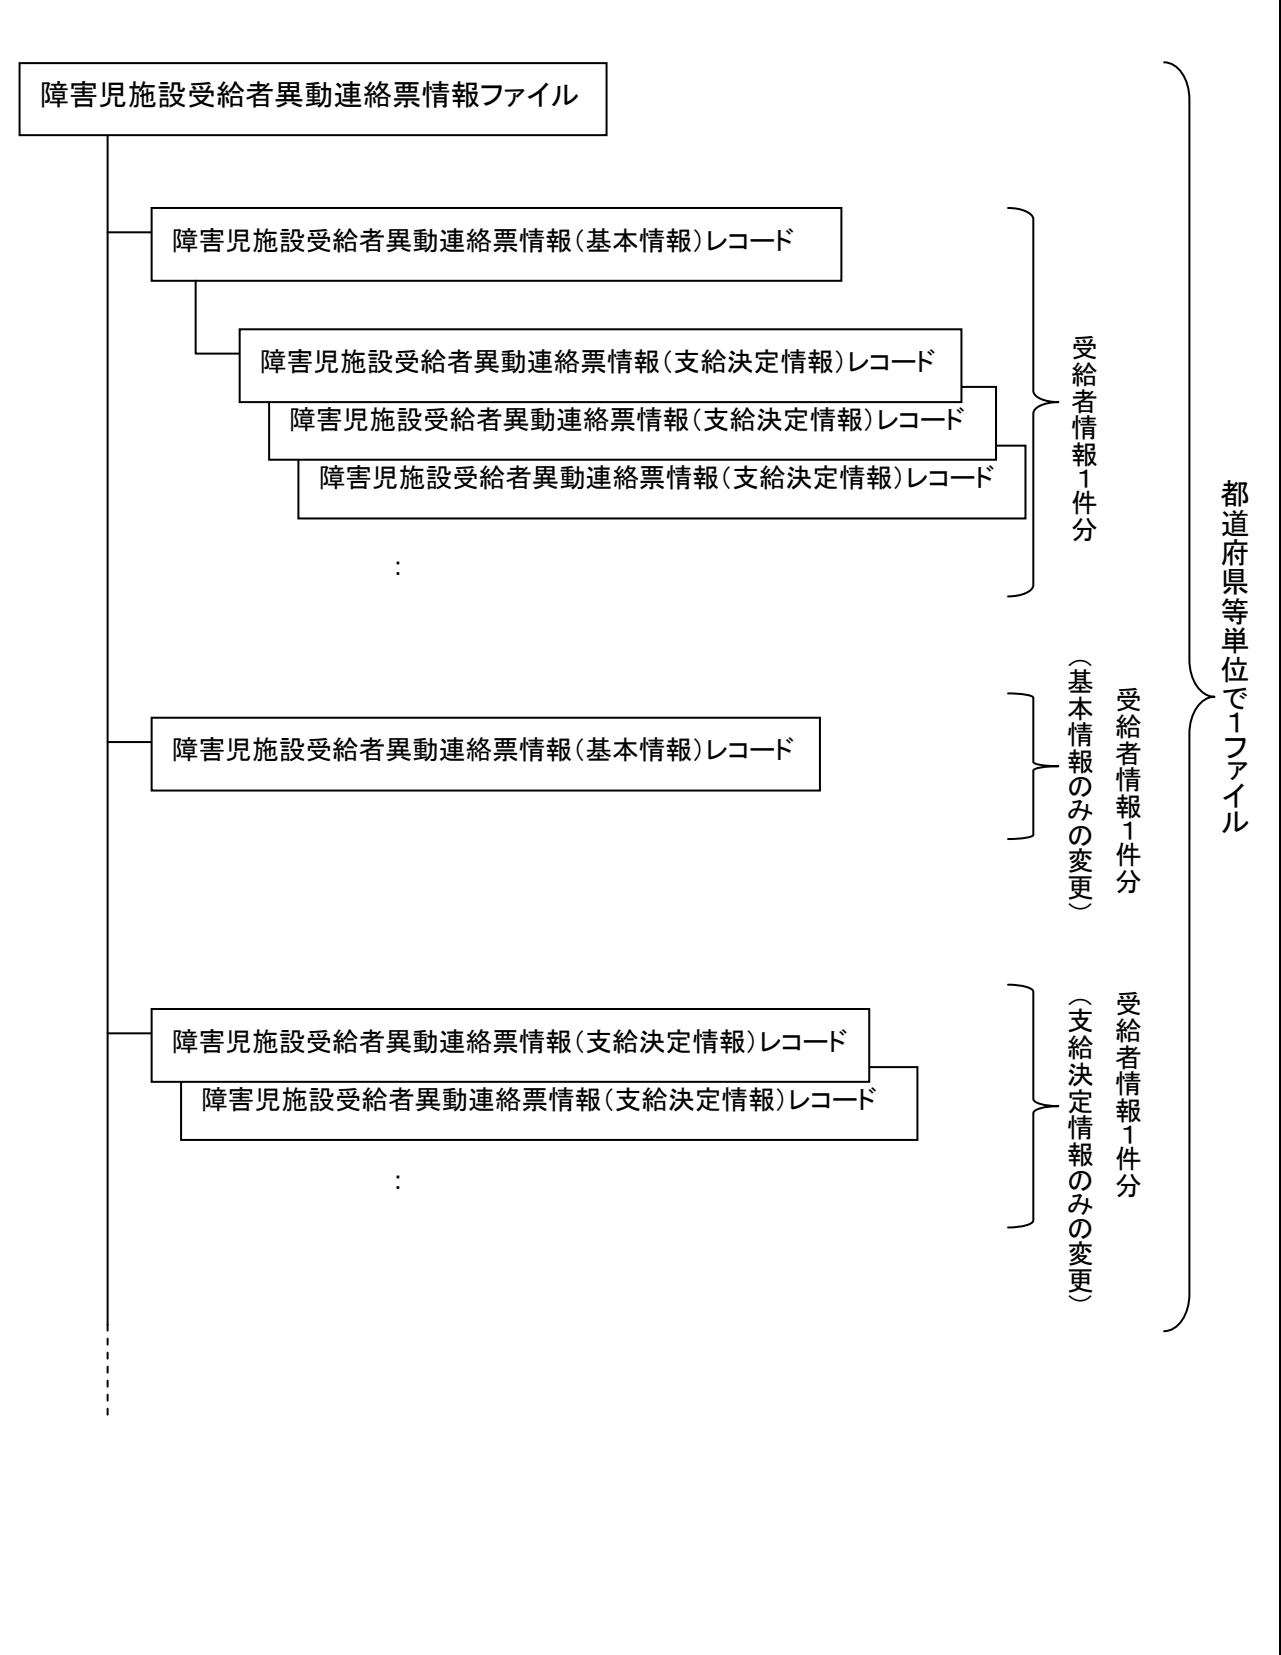 障害児施設受給者異動連絡票情報ファイル
障害児施設受給者異動連絡票情報（基本情報）レコード
障害児施設受給者異動連絡票情報（支給決定情報）レコード
障害児施設受給者異動連絡票情報（支給決定情報）レコード
障害児施設受給者異動連絡票情報（支給決定情報）レコード
：
受給者情報１件分
障害児施設受給者異動連絡票情報（基本情報）レコード
受給者情報１件分
（基本情報のみの変更）
障害児施設受給者異動連絡票情報（支給決定情報）レコード
障害児施設受給者異動連絡票情報（支給決定情報）レコード
：
受給者情報１件分
（支給決定情報のみの変更）
都道府県等単位で１ファイル